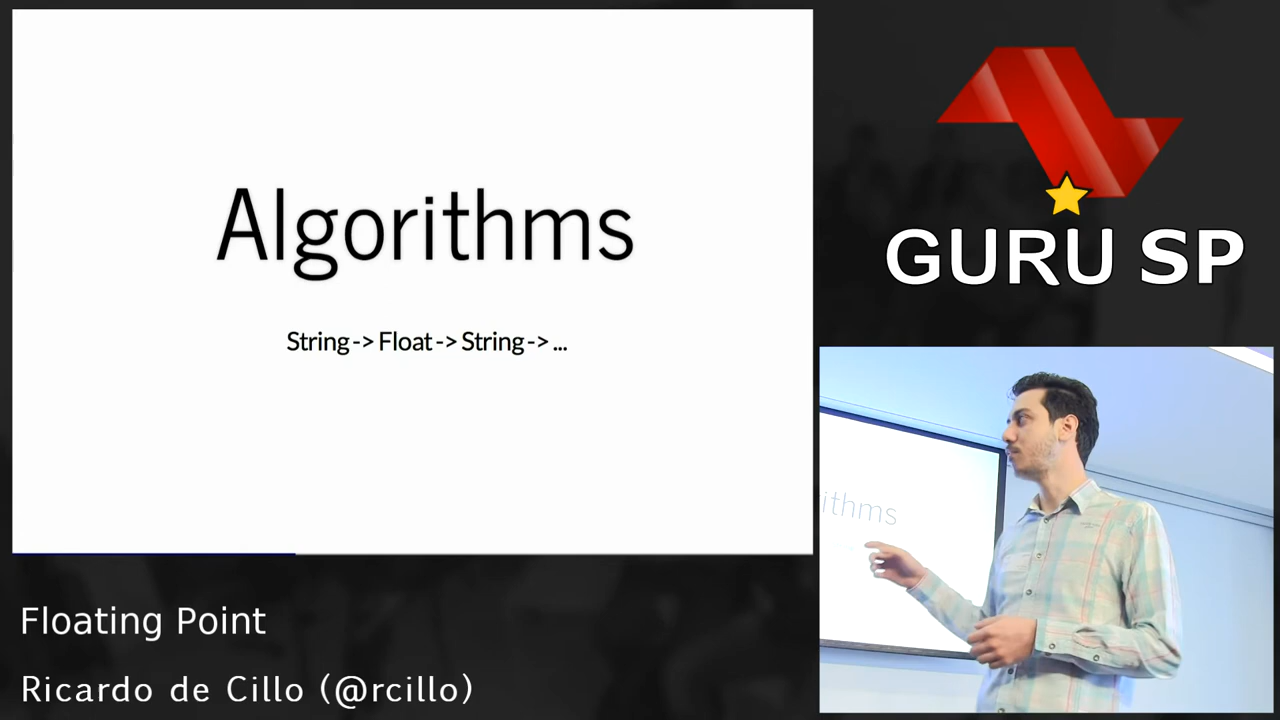 Algorithms
String -> Float -> String -> ...
GURU SP
ithms
Floating Point
Ricardo de Cillo (@rcillo)